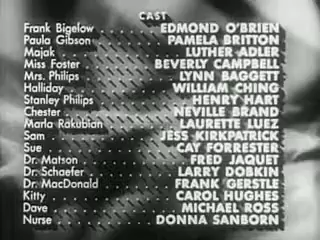 CAST
Frank Bigelow . . . . . . . . EDMOND O'BRIEN
Paula Gibson . . . . . . . . PAMELA BRITTON
Majak . . . . . . . . . . . . LUTHER ADLER
Miss Foster . . . . . . . BEVERLY CAMPBELL
Mrs. Philips . . . . . . . . . LYNN BAGGETT
Halliday . . . . . . . . . . . WILLIAM CHING
Stanley Philips . . . . . . . . . HENRY HART
Chester . . . . . . . . . . . NEVILLE BRAND
Marla Rakubian . . . . . . . LAURETTE LUEZ
Sam . . . . . . . . . . . . JESS KIRKPATRICK
Sue . . . . . . . . . . . . . CAY FORRESTER
Dr. Matson . . . . . . . . . . FRED JAQUET
Dr. Schaefer . . . . . . . . . LARRY DOBKIN
Dr. MacDonald . . . . . . . FRANK GERSTLE
Kitty . . . . . . . . . . . . CAROL HUGHES
Dave . . . . . . . . . . . . . MICHAEL ROSS
Nurse . . . . . . . . . . DONNA SANBORN